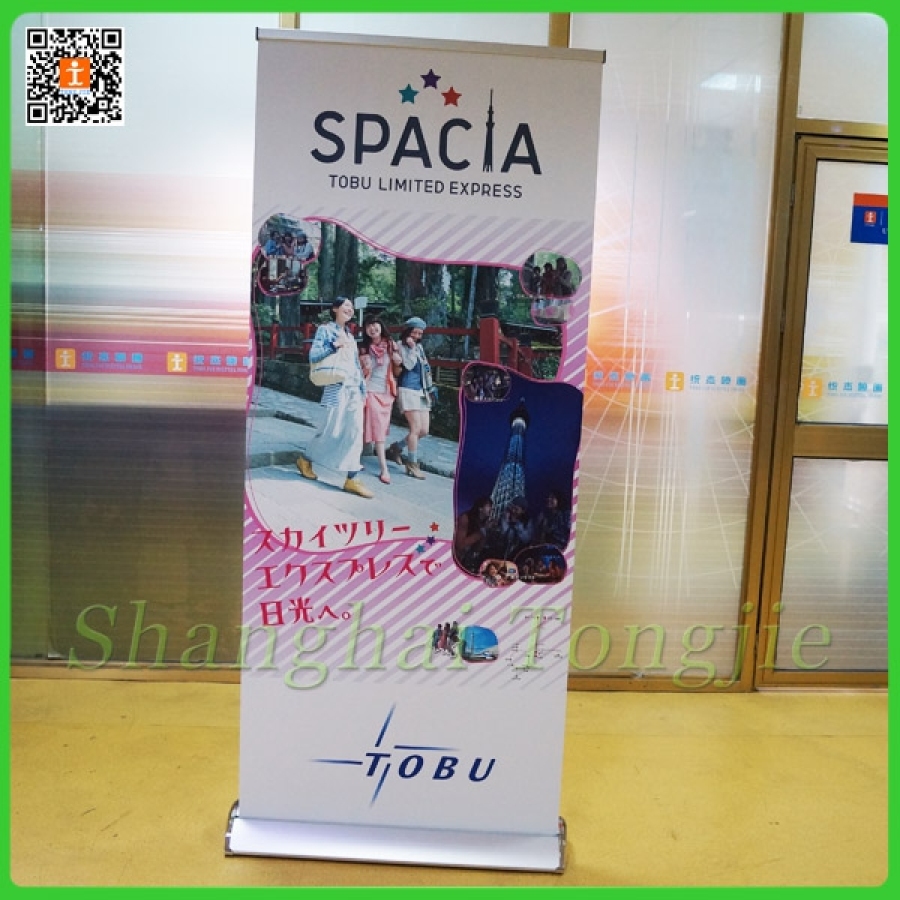 SPACIA
TOBU LIMITED EXPRESS
スカイツリー
エクスプレスで
日光へ。
Shanghai Tongjie
TOBU